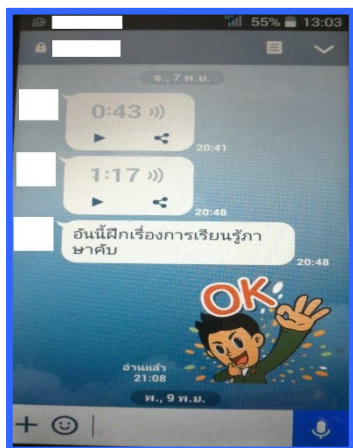 55% 13:03
จ., 7 พ.ย.
0:43
20:41
1:17
20:48
อันนี้ฝึกเรื่องการเรียนรู้ภา
ษาคับ
20:48
OK
อ่านแล้ว
21:08
พ., 9 พ.ย.